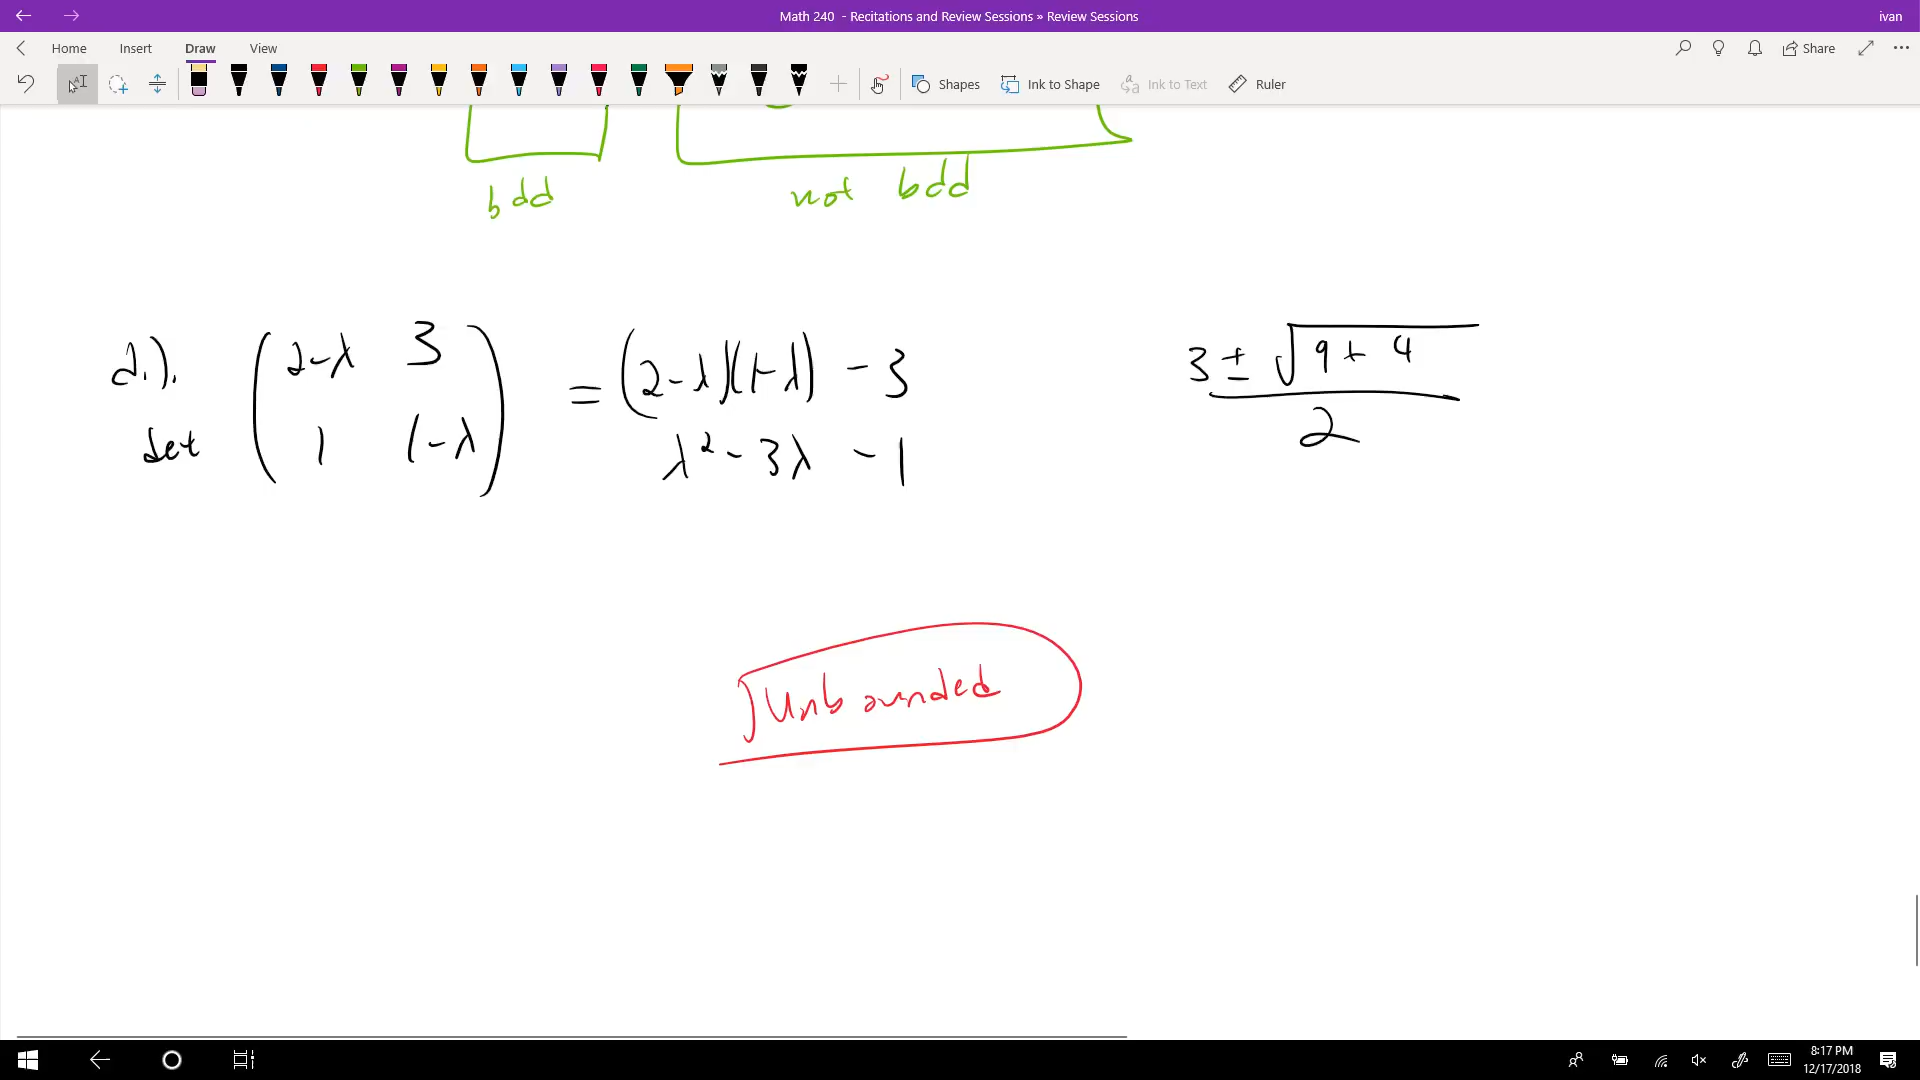 Math 240 - Recitations and Review Sessions » Review Sessions
ivan
Home Insert Draw View
Share
Shapes Ink to Shape Ink to Text Ruler
bdd
not bdd
2.).
det
(2-λ 3
1 1-λ)
= (2-λ)(1-λ) - 3
λ² - 3λ - 1
3 ± √9 + 4
2
Unbounded
8:17 PM
12/17/2018